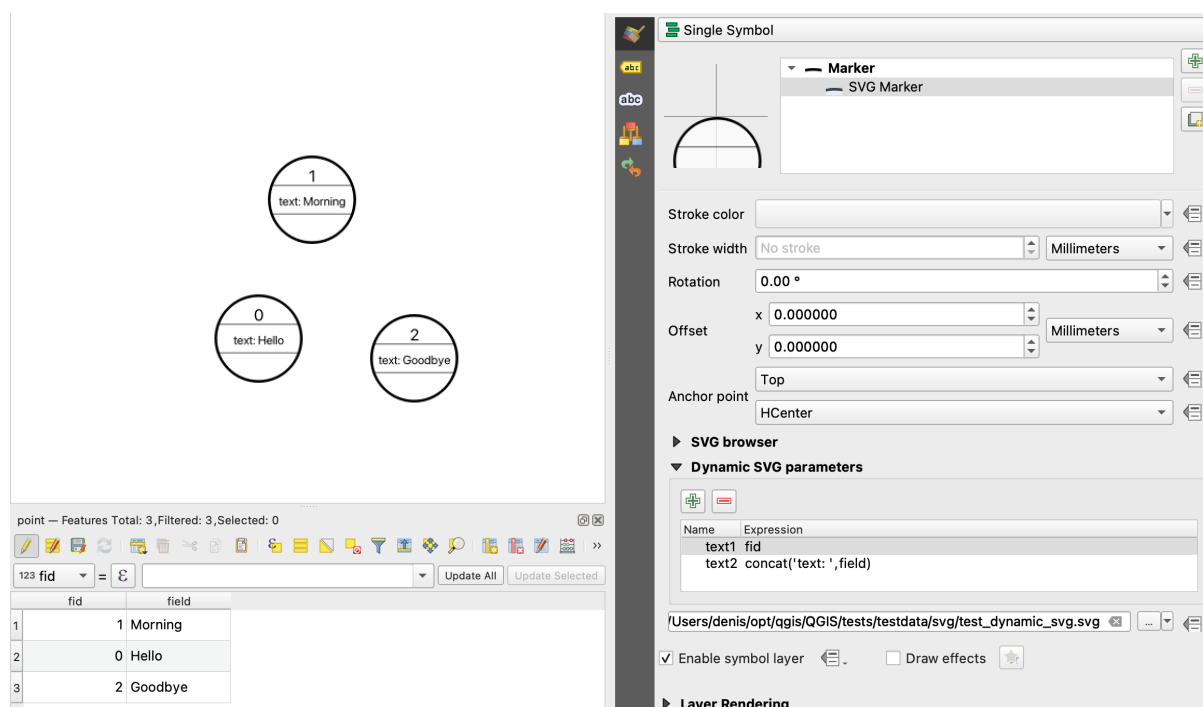 1
text: Morning
0
text: Hello
2
text: Goodbye
point — Features Total: 3,Filtered: 3,Selected: 0
123 fid = ε Update All Update Selected
fid field
1 1 Morning
2 0 Hello
3 2 Goodbye
abc
abc
Single Symbol
Marker
SVG Marker
Stroke color
Stroke width No stroke Millimeters
Rotation 0.00 °
Offset x 0.000000 Millimeters
y 0.000000
Anchor point Top
HCenter
SVG browser
Dynamic SVG parameters
Name Expression
text1 fid
text2 concat('text: ',field)
/Users/denis/opt/qgis/QGIS/tests/testdata/svg/test_dynamic_svg.svg ...
Enable symbol layer Draw effects
Layer Rendering